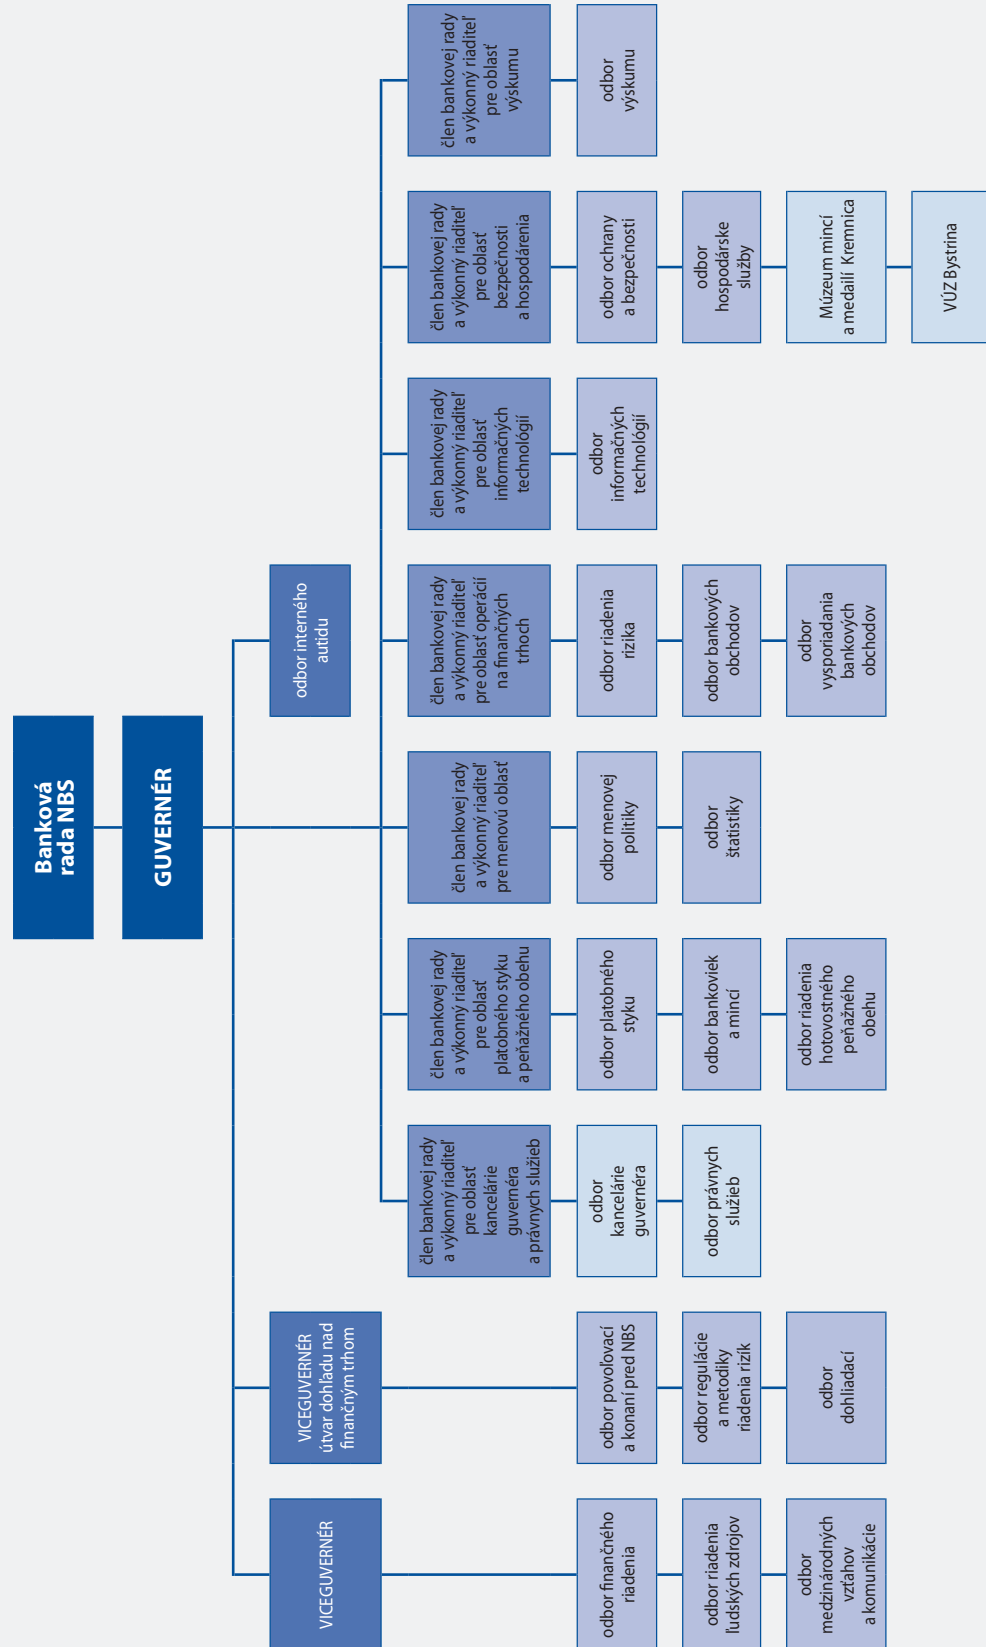 Banková
rada NBS
GUVERNÉR
odbor interného
autidu
VICEGUVERNÉR
VICEGUVERNÉR
útvar dohľadu nad
finančným trhom
člen bankovej rady
a výkonný riaditeľ
pre oblasť
kancelárie
guvernéra
a právnych služieb
člen bankovej rady
a výkonný riaditeľ
pre oblasť
platobného styku
a peňažného obehu
člen bankovej rady
a výkonný riaditeľ
pre menovú oblasť
člen bankovej rady
a výkonný riaditeľ
pre oblasť operácií
na finančných
trhoch
člen bankovej rady
a výkonný riaditeľ
pre oblasť
informačných
technológií
člen bankovej rady
a výkonný riaditeľ
pre oblasť
bezpečnosti
a hospodárenia
člen bankovej rady
a výkonný riaditeľ
pre oblasť
výskumu
odbor finančného
riadenia
odbor riadenia
ľudských zdrojov
odbor
medzinárodných
vzťahov
a komunikácie
odbor povoľovací
a konaní pred NBS
odbor regulácie
a metodiky
riadenia rizík
odbor
dohliadací
odbor
kancelárie
guvernéra
odbor právnych
služieb
odbor platobného
styku
odbor bankoviek
a mincí
odbor riadenia
hotovostného
peňažného
obehu
odbor menovej
politiky
odbor
štatistiky
odbor riadenia
rizika
odbor bankových
obchodov
odbor
vysporiadania
bankových
obchodov
odbor
informačných
technológií
odbor ochrany
a bezpečnosti
odbor
hospodárske
služby
Múzeum mincí
a medailí Kremnica
VÚZ Bystrina
odbor
výskumu